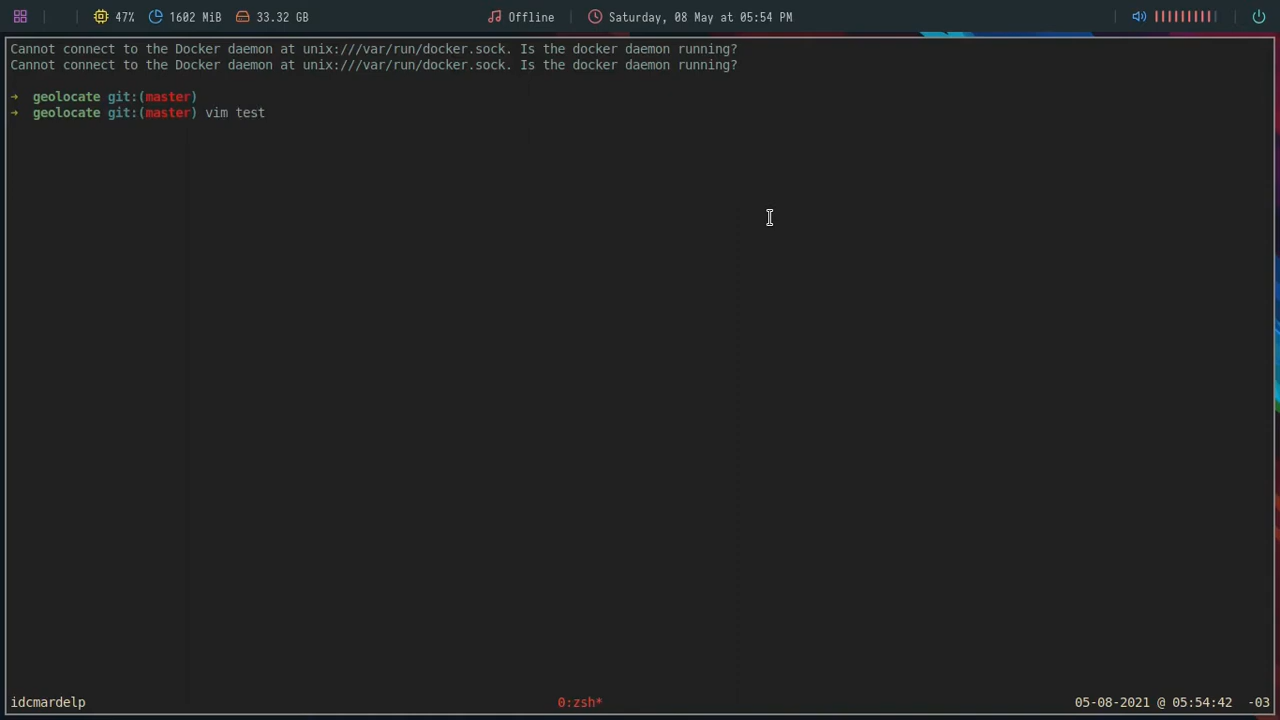 47% 1602 MiB 33.32 GB Offline Saturday, 08 May at 05:54 PM
Cannot connect to the Docker daemon at unix:///var/run/docker.sock. Is the docker daemon running?
Cannot connect to the Docker daemon at unix:///var/run/docker.sock. Is the docker daemon running?
→ geolocate git:(master)
→ geolocate git:(master) vim test
idcmardelp 0:zsh* 05-08-2021 @ 05:54:42 -03